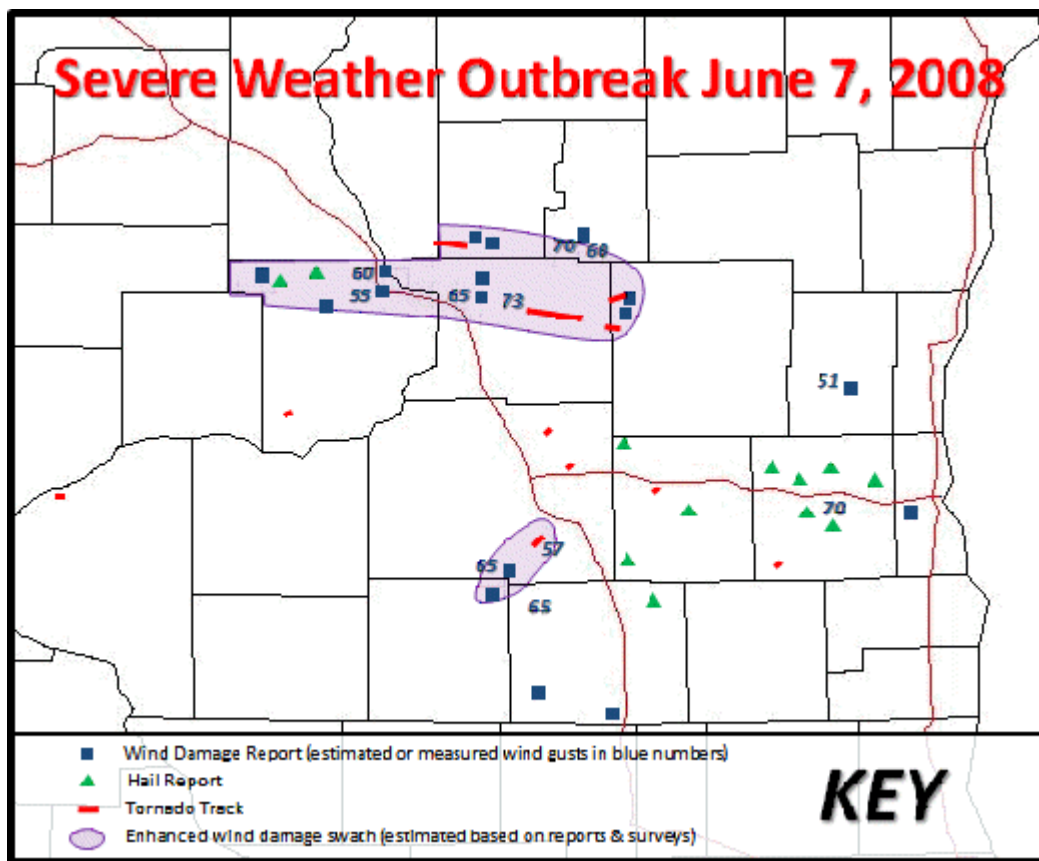 Severe Weather Outbreak June 7, 2008
70 68
60
55 65 73
51
70
57
65
65
Wind Damage Report (estimated or measured wind gusts in blue numbers)
Hail Report
Tornado Track
Enhanced wind damage swath (estimated based on reports & surveys)
KEY